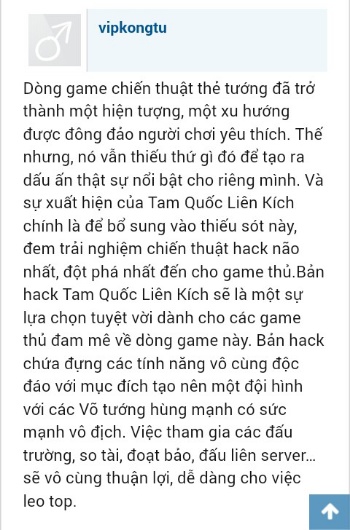 vipkongtu
Dòng game chiến thuật thẻ tướng đã trở
thành một hiện tượng, một xu hướng
được đông đảo người chơi yêu thích. Thế
nhưng, nó vẫn thiếu thứ gì đó để tạo ra
dấu ấn thật sự nổi bật cho riêng mình. Và
sự xuất hiện của Tam Quốc Liên Kích
chính là để bổ sung vào thiếu sót này,
đem trải nghiệm chiến thuật hack não
nhất, đột phá nhất đến cho game thủ.Bản
hack Tam Quốc Liên Kích sẽ là một sự
lựa chọn tuyệt vời dành cho các game
thủ đam mê về dòng game này. Bản hack
chứa đựng các tính năng vô cùng độc
đáo với mục đích tạo nên một đội hình
với các Võ tướng hùng mạnh có sức
mạnh vô địch. Việc tham gia các đấu
trường, so tài, đoạt bảo, đấu liên server...
sẽ vô cùng thuận lợi, dễ dàng cho việc
leo top.